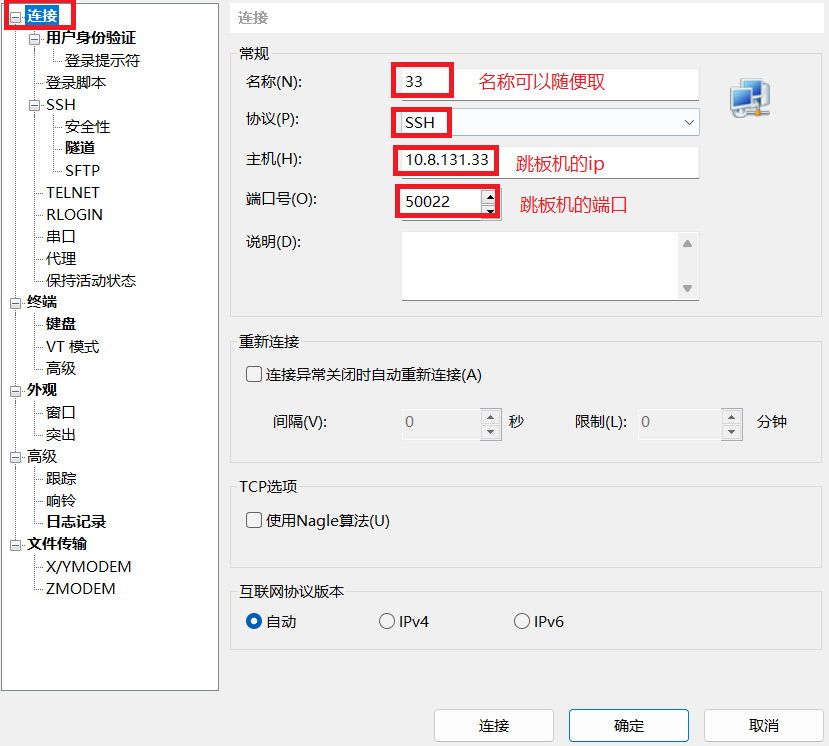 连接
用户身份验证
登录提示符
登录脚本
SSH
安全性
隧道
SFTP
TELNET
RLOGIN
串口
代理
保持活动状态
终端
键盘
VT 模式
高级
外观
窗口
突出
高级
跟踪
响铃
日志记录
文件传输
X/YMODEM
ZMODEM
连接
常规
名称(N): 33 名称可以随便取
协议(P): SSH
主机(H): 10.8.131.33 跳板机的ip
端口号(O): 50022 跳板机的端口
说明(D):
重新连接
连接异常关闭时自动重新连接(A)
间隔(V): 0 秒 限制(L): 0 分钟
TCP选项
使用Nagle算法(U)
互联网协议版本
自动 IPv4 IPv6
连接 确定 取消